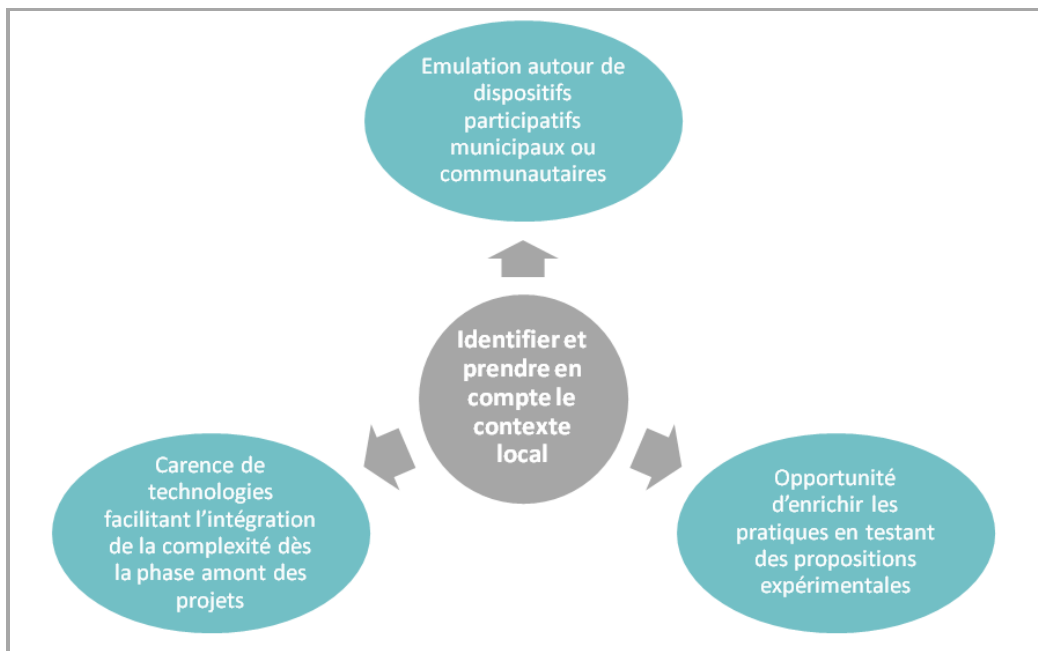 Emulation autour de
dispositifs
participatifs
municipaux ou
communautaires
Identifier et
prendre en
compte le
contexte
local
Carence de
technologies
facilitant l’intégration
de la complexité dès
la phase amont des
projets
Opportunité
d’enrichir les
pratiques en testant
des propositions
expérimentales